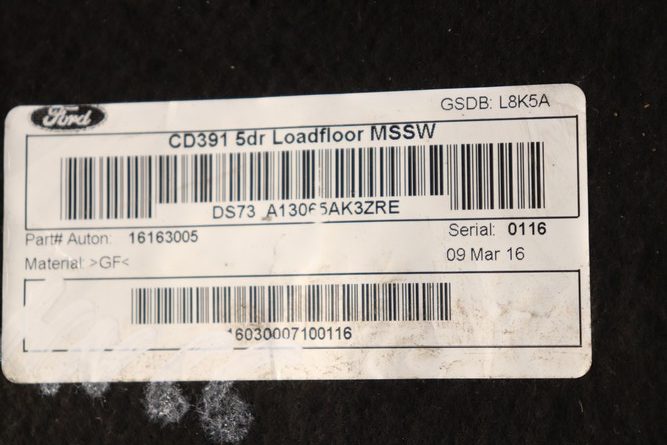 Ford
GSDB: L8K5A
CD391 5dr Loadfloor MSSW
DS73 A13065AK3ZRE
Part# Auton: 16163005
Serial: 0116
Material: >GF<
09 Mar 16
16030007100116